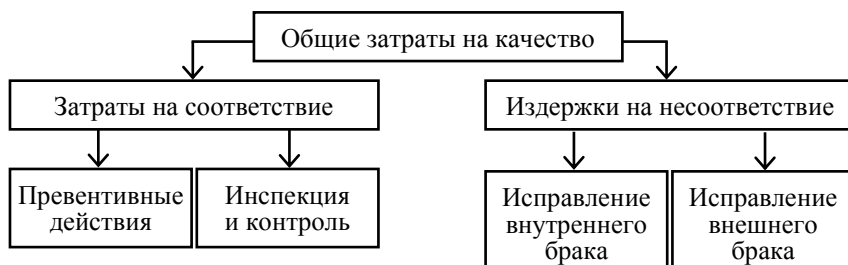 Общие затраты на качество
Затраты на соответствие
Издержки на несоответствие
Превентивные
действия
Инспекция
и контроль
Исправление
внутреннего
брака
Исправление
внешнего
брака